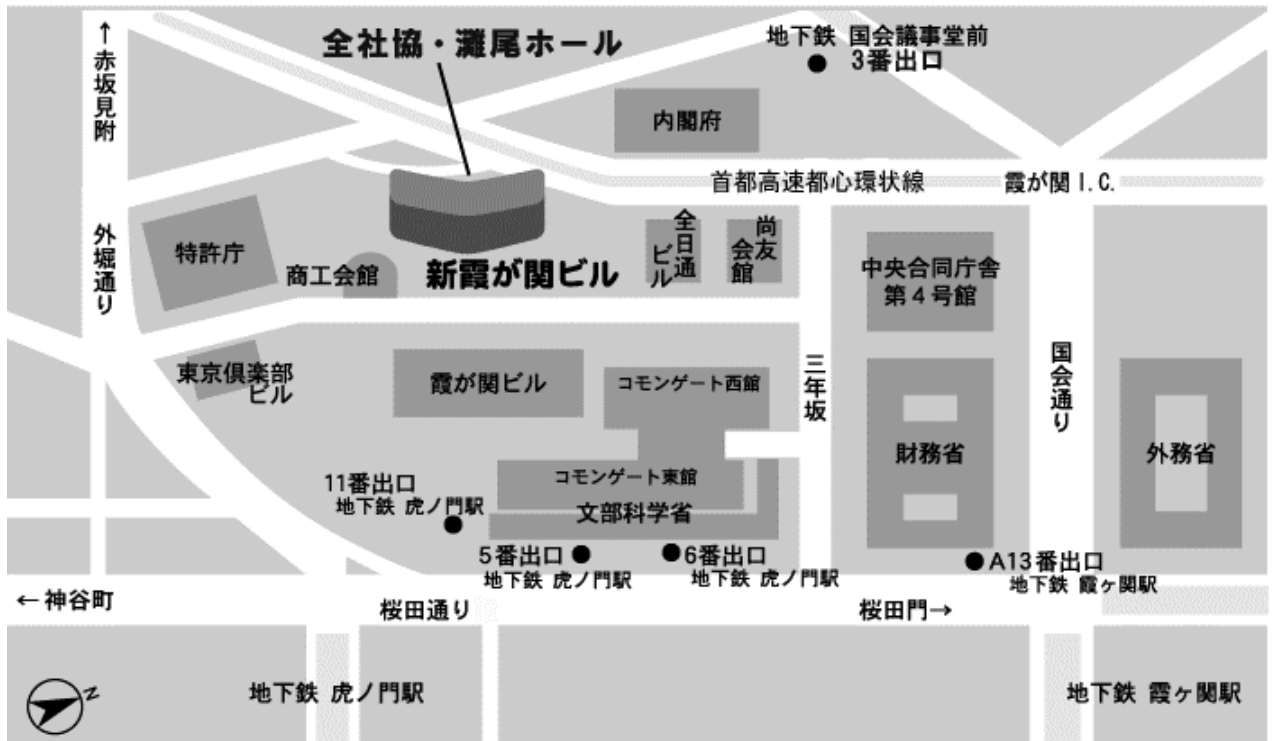 ↑赤坂見附
全社協・灘尾ホール
地下鉄 国会議事堂前
3番出口
内閣府
首都高速都心環状線
霞が関 I.C.
外堀通り
特許庁
商工会館
新霞が関ビル
全日通
ビル
尚友
会館
中央合同庁舎
第4号館
東京倶楽部
ビル
霞が関ビル
コモンゲート西館
三年坂
国会通り
財務省
外務省
コモンゲート東館
11番出口
地下鉄 虎ノ門駅
文部科学省
5番出口
地下鉄 虎ノ門駅
6番出口
地下鉄 虎ノ門駅
A13番出口
地下鉄 霞ヶ関駅
←神谷町
桜田通り
桜田門→
N
地下鉄 虎ノ門駅
地下鉄 霞ヶ関駅